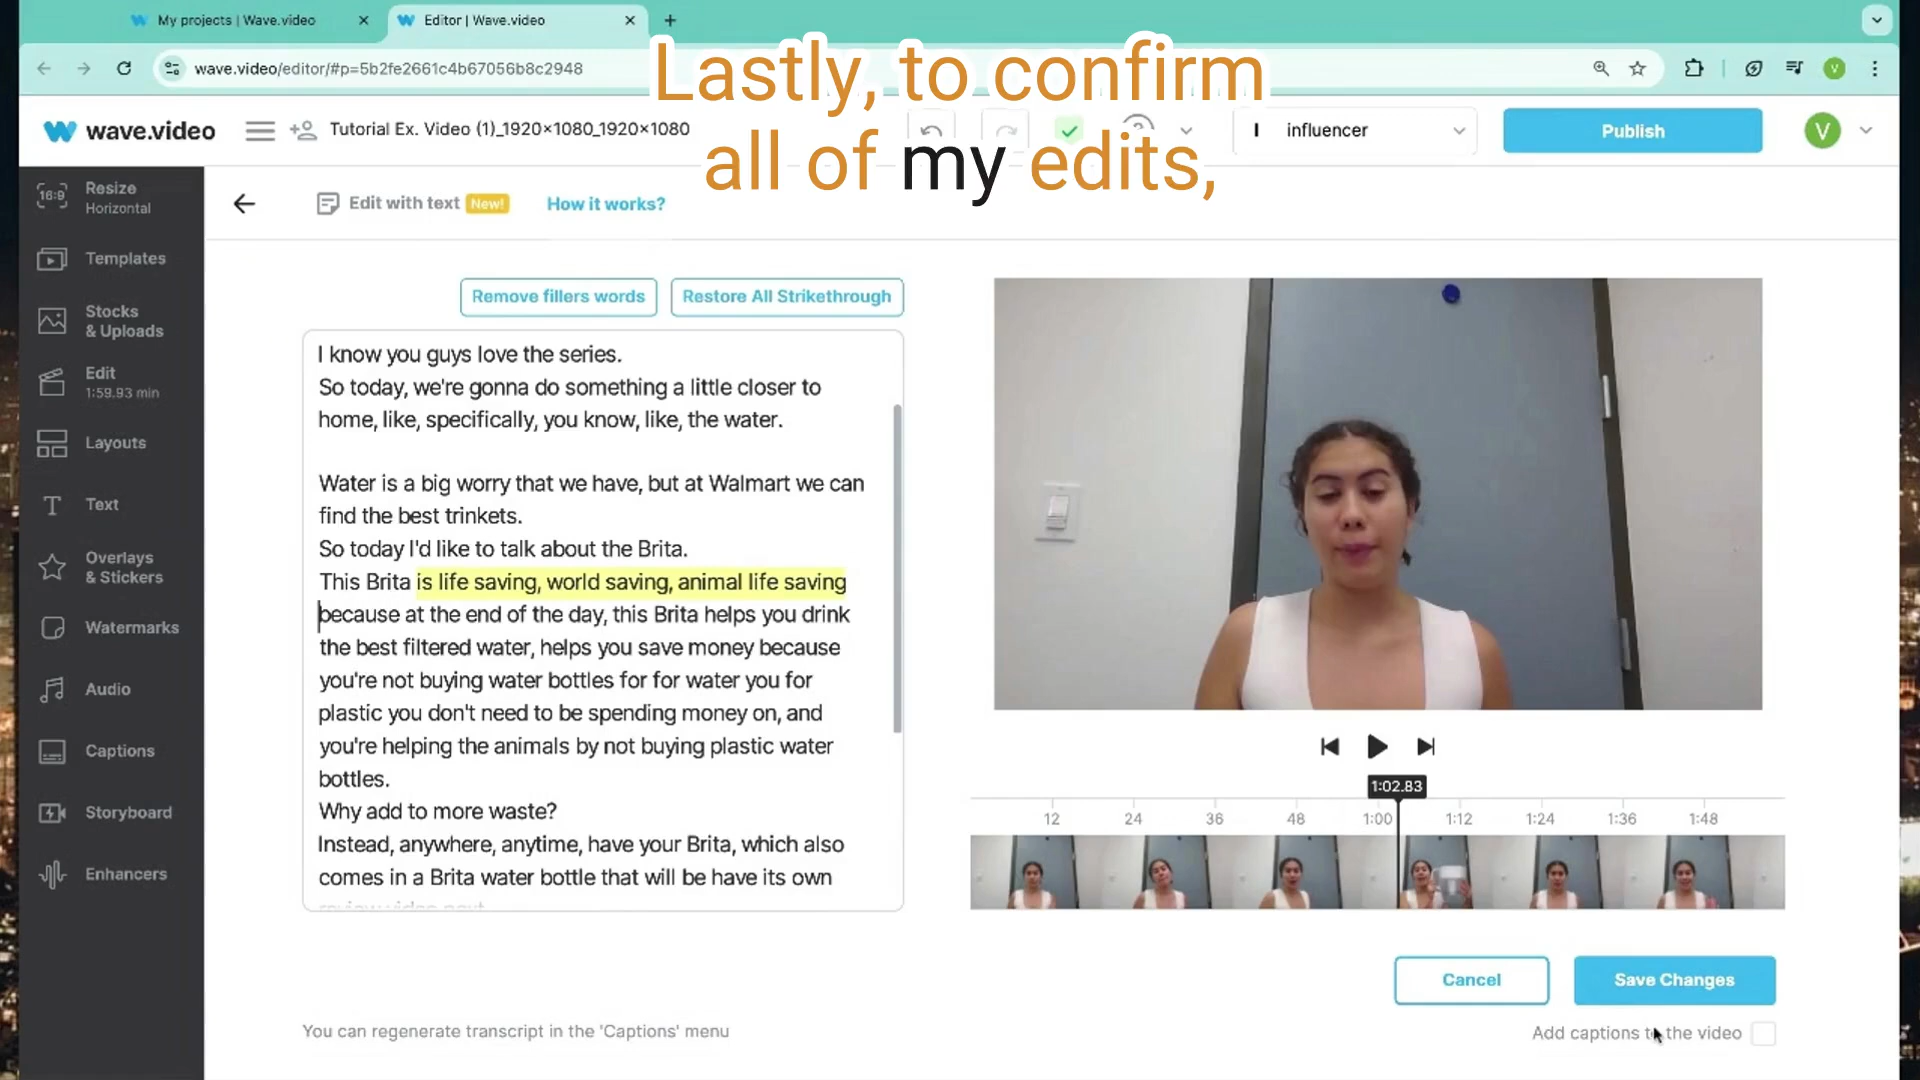 My projects | Wave.video
Editor | Wave.video
wave.video/editor/#p=5b2fe2661c4b67056b8c2948
Lastly, to confirm
all of my edits,
wave.video
Tutorial Ex. Video (1)_1920×1080_1920×1080
I
influencer
Publish
V
16:9
Resize
Horizontal
Templates
Stocks
& Uploads
Edit
1:59.93 min
Layouts
Text
Overlays
& Stickers
Watermarks
Audio
Captions
Storyboard
Enhancers
Edit with text New!
How it works?
Remove fillers words
Restore All Strikethrough
I know you guys love the series.
So today, we're gonna do something a little closer to
home, like, specifically, you know, like, the water.
Water is a big worry that we have, but at Walmart we can
find the best trinkets.
So today I'd like to talk about the Brita.
This Brita is life saving, world saving, animal life saving
because at the end of the day, this Brita helps you drink
the best filtered water, helps you save money because
you're not buying water bottles for for water you for
plastic you don't need to be spending money on, and
you're helping the animals by not buying plastic water
bottles.
Why add to more waste?
Instead, anywhere, anytime, have your Brita, which also
comes in a Brita water bottle that will be have its own
review video next
1:02.83
12 24 36 48 1:00 1:12 1:24 1:36 1:48
Cancel
Save Changes
You can regenerate transcript in the 'Captions' menu
Add captions to the video